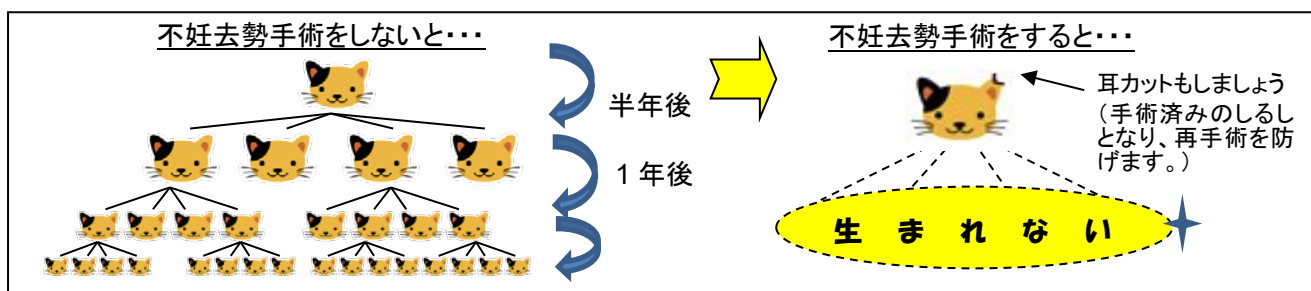 不妊去勢手術をしないと・・・
半年後
1年後
不妊去勢手術をすると・・・
耳カットもしましょう
(手術済みのしるし
となり、再手術を防
げます。)
生まれない